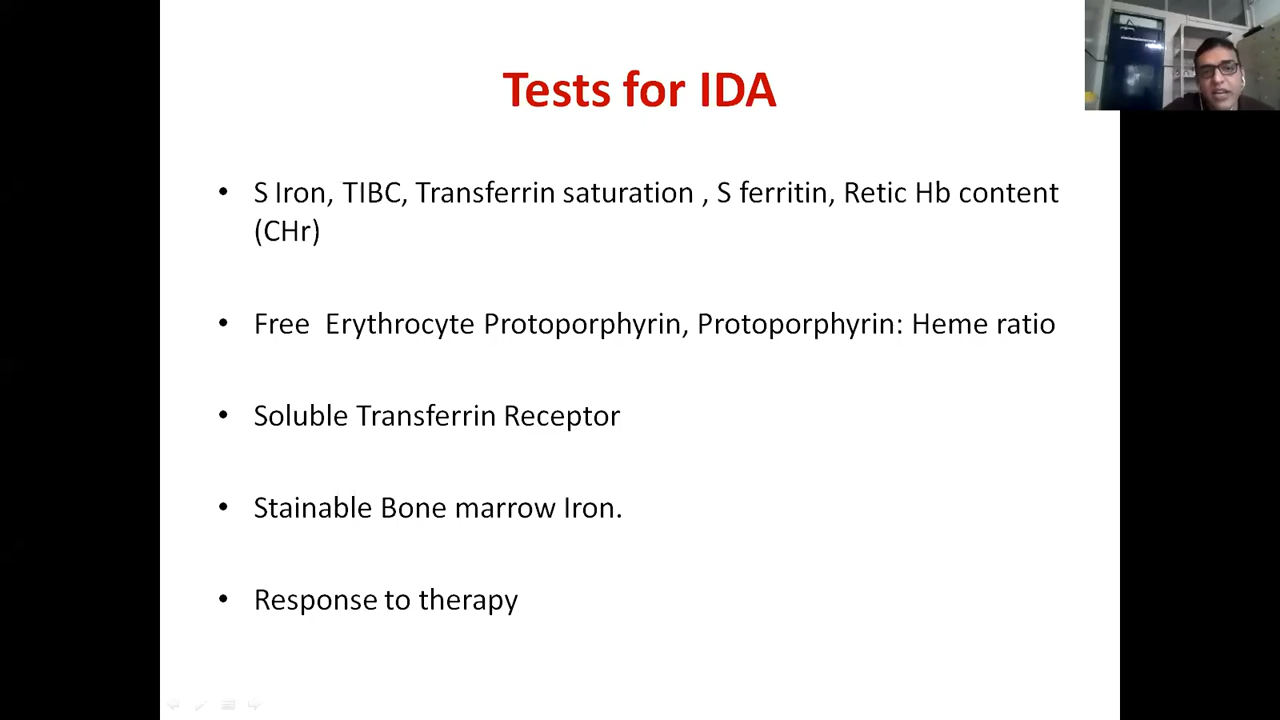 Tests for IDA
• S Iron, TIBC, Transferrin saturation , S ferritin, Retic Hb content
(CHr)
• Free  Erythrocyte Protoporphyrin, Protoporphyrin: Heme ratio
• Soluble Transferrin Receptor
• Stainable Bone marrow Iron.
• Response to therapy